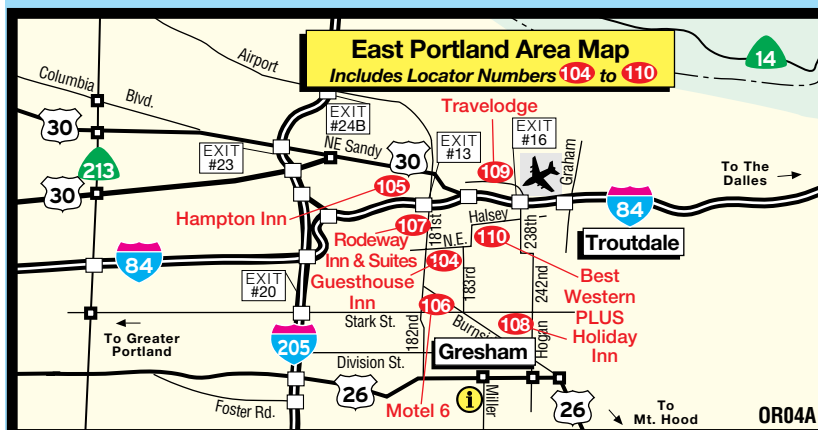 East Portland Area Map
Includes Locator Numbers 104 to 110
14
Airport
Columbia
Blvd.
Travelodge
EXIT
#24B
EXIT
#13
EXIT
#16
30
EXIT
#23
NE Sandy
30
109
Graham
213
To The
Dalles
30
105
Hampton Inn
84
181st
Halsey
238th
107
Rodeway
Inn & Suites
N.E.
110
Troutdale
84
104
Guesthouse
Inn
183rd
242nd
Best
Western
PLUS
EXIT
#20
106
Stark St.
182nd
108
Holiday
Inn
To Greater
Portland
205
Hogan
Gresham
Division St.
26
Motel 6
Foster Rd.
i
Miller
26
To
Mt. Hood
OR04A